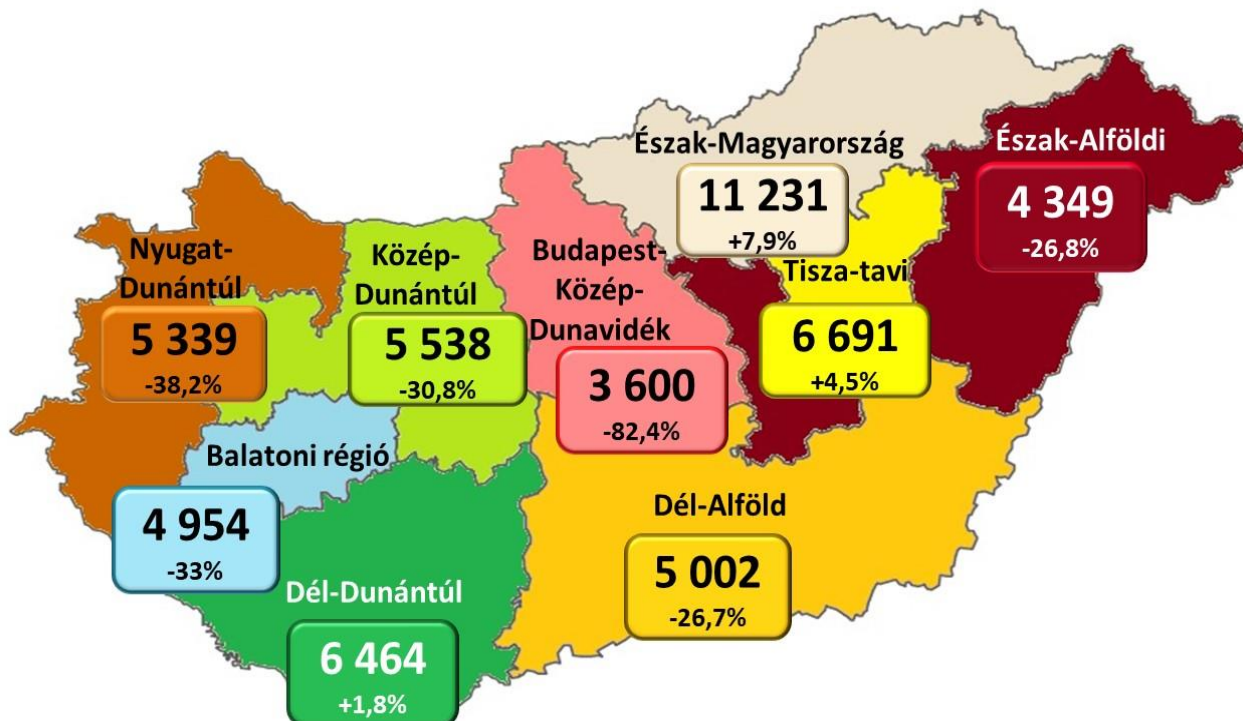 Észak-Magyarország
11 231
+7,9%
Észak-Alföldi
4 349
-26,8%
Nyugat-
Dunántúl
5 339
-38,2%
Közép-
Dunántúl
5 538
-30,8%
Budapest-
Közép-
Dunavidék
3 600
-82,4%
Tisza-tavi
6 691
+4,5%
Balatoni régió
4 954
-33%
Dél-Alföld
5 002
-26,7%
Dél-Dunántúl
6 464
+1,8%